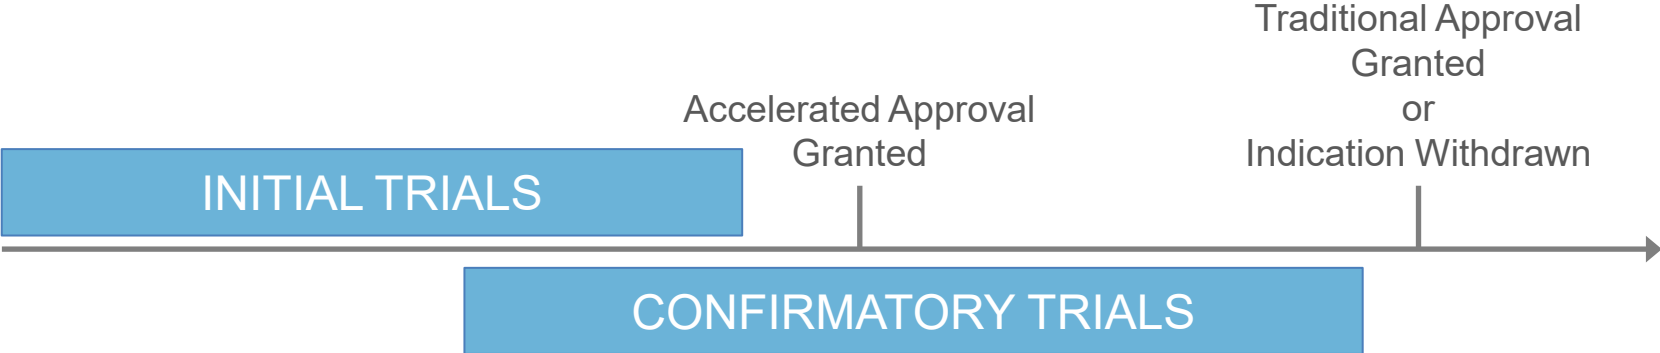 Traditional Approval
Granted
or
Indication Withdrawn
Accelerated Approval
Granted
INITIAL TRIALS
CONFIRMATORY TRIALS